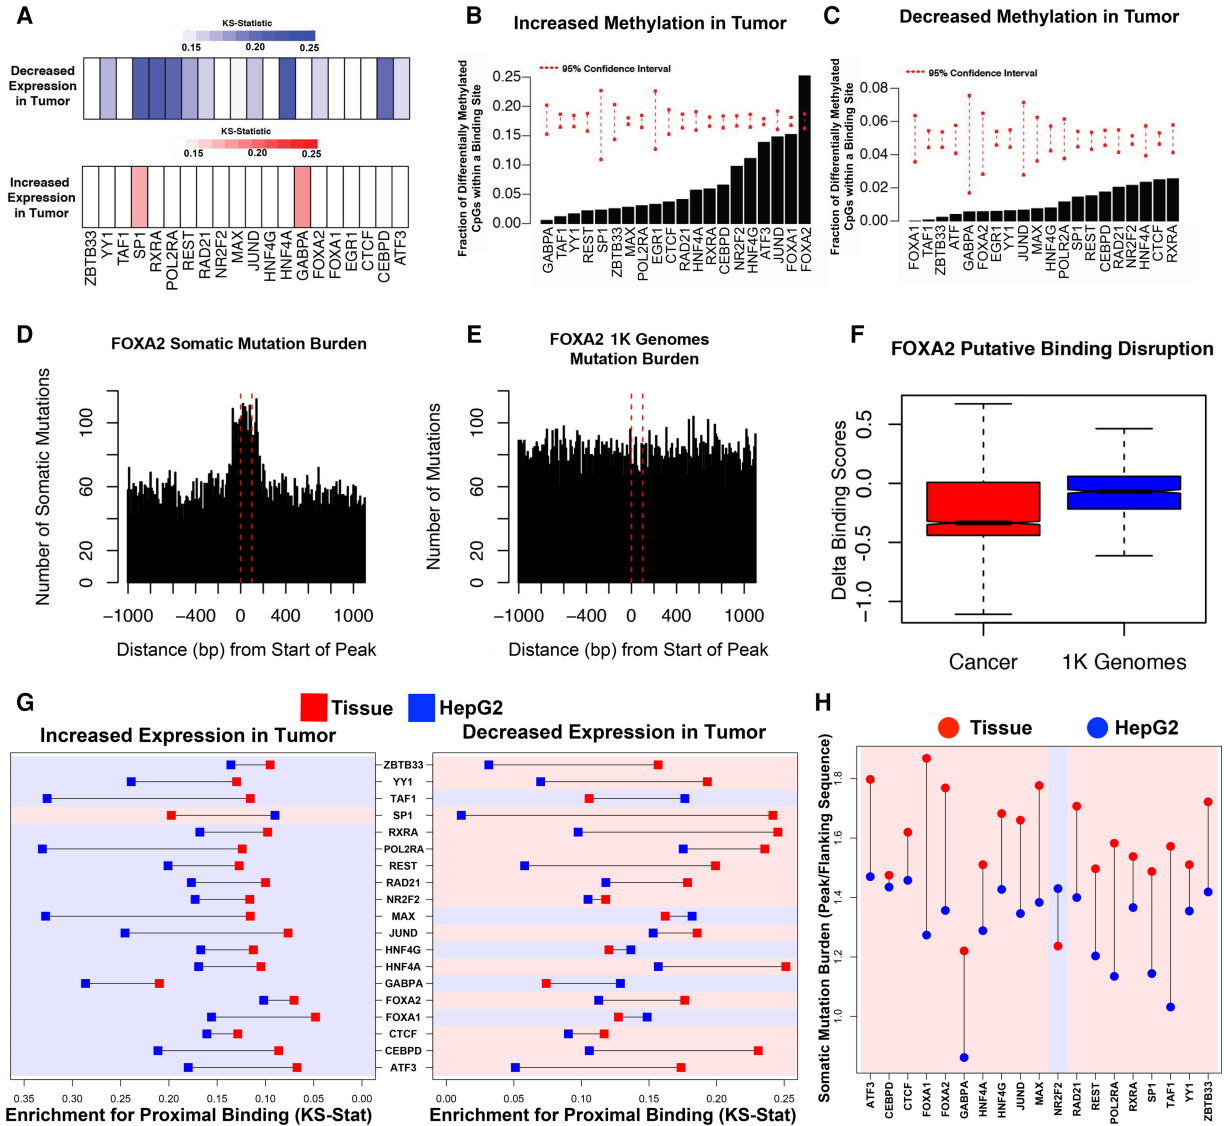 A
KS-Statistic
0.15 0.20 0.25
Decreased
Expression
in Tumor
KS-Statistic
0.15 0.20 0.25
Increased
Expression
in Tumor
ZBTB33
YY1
TAF1
SP1
RXRA
POL2RA
REST
RAD21
NR2F2
MAX
JUND
HNF4G
HNF4A
GABPA
FOXA2
FOXA1
EGR1
CTCF
CEBPD
ATF3
B
Increased Methylation in Tumor
95% Confidence Interval
Fraction of Differentially Methylated
CpGs within a Binding Site
0.25
0.20
0.15
0.10
0.05
0.00
GABPA
TAF1
YY1
REST
SP1
ZBTB33
MAX
POL2RA
EGR1
CTCF
RAD21
HNF4A
RXRA
CEBPD
NR2F2
HNF4G
ATF3
JUND
FOXA1
FOXA2
C
Decreased Methylation in Tumor
95% Confidence Interval
Fraction of Differentially Methylated
CpGs within a Binding Site
0.08
0.06
0.04
0.02
0.00
FOXA1
TAF1
ZBTB33
ATF
GABPA
FOXA2
EGR1
YY1
JUND
MAX
HNF4G
POLR2A
SP1
REST
CEBPD
RAD21
NR2F2
HNF4A
CTCF
RXRA
D
FOXA2 Somatic Mutation Burden
Number of Somatic Mutations
100
60
20
0
−1000 −400 0 400 1000
Distance (bp) from Start of Peak
E
FOXA2 1K Genomes
Mutation Burden
Number of Mutations
100
60
20
0
−1000 −400 0 400 1000
Distance (bp) from Start of Peak
F
FOXA2 Putative Binding Disruption
Delta Binding Scores
0.5
0.0
−0.5
−1.0
Cancer 1K Genomes
G
Tissue HepG2
Increased Expression in Tumor
Decreased Expression in Tumor
ZBTB33
YY1
TAF1
SP1
RXRA
POL2RA
REST
RAD21
NR2F2
MAX
JUND
HNF4G
HNF4A
GABPA
FOXA2
FOXA1
CTCF
CEBPD
ATF3
0.35 0.30 0.25 0.20 0.15 0.10 0.05 0.00
Enrichment for Proximal Binding (KS-Stat)
0.00 0.05 0.10 0.15 0.20 0.25
Enrichment for Proximal Binding (KS-Stat)
H
Tissue HepG2
Somatic Mutation Burden (Peak/Flanking Sequence)
1.8
1.6
1.4
1.2
1.0
ATF3
CEBPD
CTCF
FOXA1
FOXA2
GABPA
HNF4A
HNF4G
JUND
MAX
NR2F2
RAD21
REST
POL2RA
RXRA
SP1
TAF1
YY1
ZBTB33